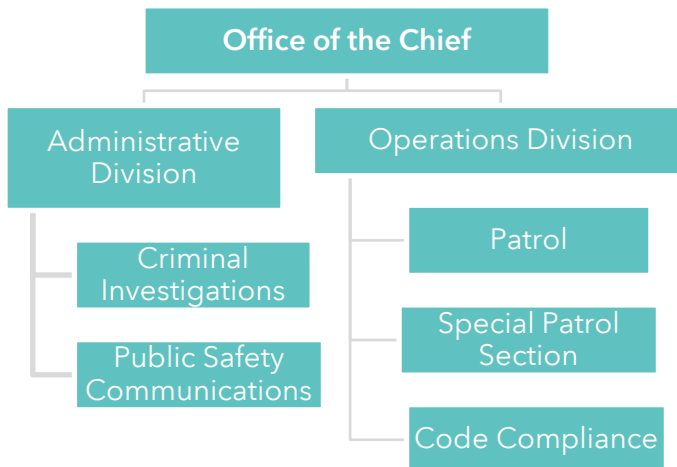 Office of the Chief
Administrative
Division
Operations Division
Criminal
Investigations
Public Safety
Communications
Patrol
Special Patrol
Section
Code Compliance